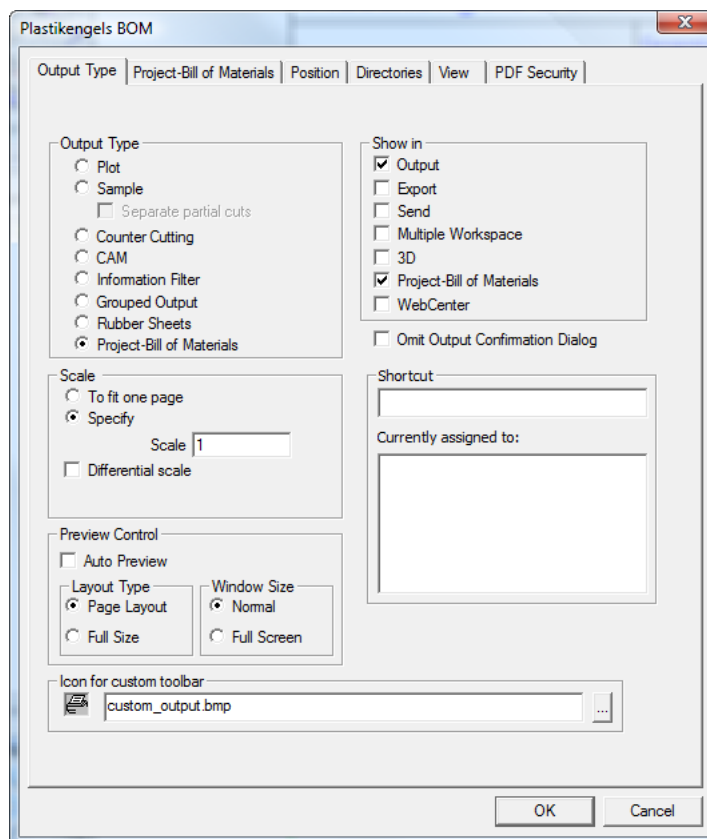 Plastikengels BOM
Output Type Project-Bill of Materials Position Directories View PDF Security
Output Type
Plot
Sample
Separate partial cuts
Counter Cutting
CAM
Information Filter
Grouped Output
Rubber Sheets
Project-Bill of Materials
Show in
Output
Export
Send
Multiple Workspace
3D
Project-Bill of Materials
WebCenter
Omit Output Confirmation Dialog
Scale
To fit one page
Specify
Scale 1
Differential scale
Shortcut
Currently assigned to:
Preview Control
Auto Preview
Layout Type
Page Layout
Full Size
Window Size
Normal
Full Screen
Icon for custom toolbar
custom_output.bmp
...
OK Cancel